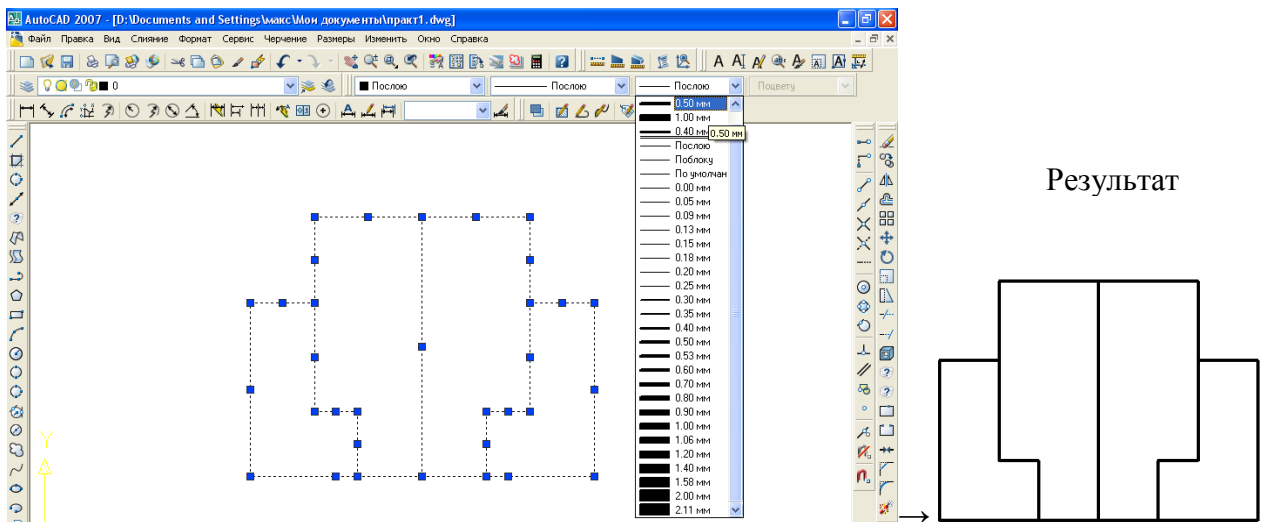 AutoCAD 2007 - [D:\Documents and Settings\макс\Мои документы\практ1.dwg]
Файл Правка Вид Слияние Формат Сервис Черчение Размеры Изменить Окно Справка
0 Послою Послою Послою Поцвету
0.50 мм
1.00 мм
0.40 мм 0.50 мм
Послою
Поблоку
По умолчан
0.00 мм
0.05 мм
0.09 мм
0.13 мм
0.15 мм
0.18 мм
0.20 мм
0.25 мм
0.30 мм
0.35 мм
0.40 мм
0.50 мм
0.53 мм
0.60 мм
0.70 мм
0.80 мм
0.90 мм
1.00 мм
1.06 мм
1.20 мм
1.40 мм
1.58 мм
2.00 мм
2.11 мм
Y
Результат
→